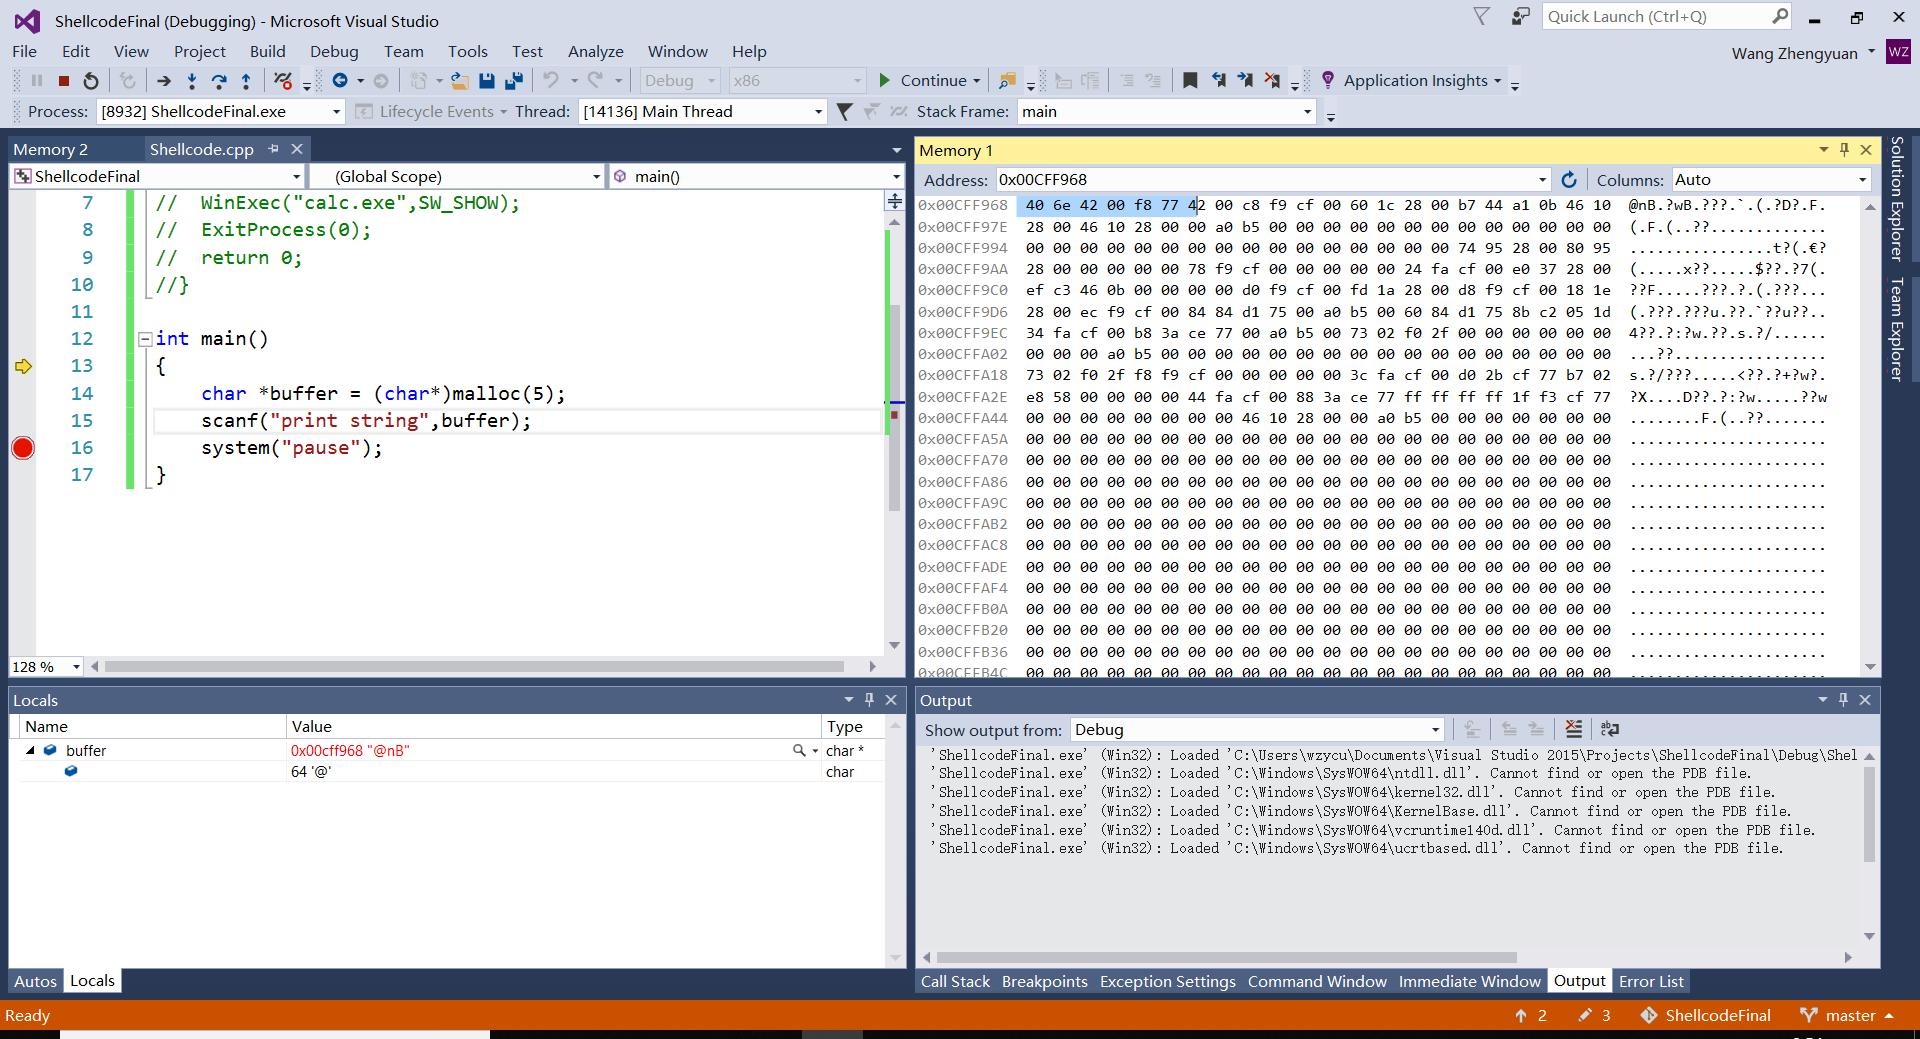 ShellcodeFinal (Debugging) - Microsoft Visual Studio
Quick Launch (Ctrl+Q)
File Edit View Project Build Debug Team Tools Test Analyze Window Help
Wang Zhengyuan WZ
Debug x86 Continue Application Insights
Process: [8932] ShellcodeFinal.exe Lifecycle Events Thread: [14136] Main Thread Stack Frame: main
Memory 2 Shellcode.cpp
ShellcodeFinal (Global Scope) main()
7 // WinExec("calc.exe",SW_SHOW);
8 // ExitProcess(0);
9 // return 0;
10 //}
11
12 int main()
13 {
14 char *buffer = (char*)malloc(5);
15 scanf("print string",buffer);
16 system("pause");
17 }
128 %
Memory 1
Address: 0x00CFF968 Columns: Auto
0x00CFF968 40 6e 42 00 f8 77 42 00 c8 f9 cf 00 60 1c 28 00 b7 44 a1 0b 46 10 @nB.?wB.???.`.(.?D?.F.
0x00CFF97E 28 00 46 10 28 00 00 a0 b5 00 00 00 00 00 00 00 00 00 00 00 00 00 (.F.(..??.............
0x00CFF994 00 00 00 00 00 00 00 00 00 00 00 00 00 00 00 00 74 95 28 00 80 95 ................t?(.€?
0x00CFF9AA 28 00 00 00 00 00 78 f9 cf 00 00 00 00 00 24 fa cf 00 e0 37 28 00 (.....x??.....$??.?7(.
0x00CFF9C0 ef c3 46 0b 00 00 00 00 d0 f9 cf 00 fd 1a 28 00 d8 f9 cf 00 18 1e ??F.....???.?.(.???...
0x00CFF9D6 28 00 ec f9 cf 00 84 84 d1 75 00 a0 b5 00 60 84 d1 75 8b c2 05 1d (.???.???u.??.`??u??..
0x00CFF9EC 34 fa cf 00 b8 3a ce 77 00 a0 b5 00 73 02 f0 2f 00 00 00 00 00 00 4??.?:?w.??.s.?/......
0x00CFFA02 00 00 00 a0 b5 00 00 00 00 00 00 00 00 00 00 00 00 00 00 00 00 00 ...??.................
0x00CFFA18 73 02 f0 2f f8 f9 cf 00 00 00 00 00 3c fa cf 00 d0 2b cf 77 b7 02 s.?/???.....<??.?+?w?.
0x00CFFA2E e8 58 00 00 00 00 44 fa cf 00 88 3a ce 77 ff ff ff ff 1f f3 cf 77 ?X....D??.?:?w.....??w
0x00CFFA44 00 00 00 00 00 00 00 00 46 10 28 00 00 a0 b5 00 00 00 00 00 00 00 ........F.(..??.......
0x00CFFA5A 00 00 00 00 00 00 00 00 00 00 00 00 00 00 00 00 00 00 00 00 00 00 ......................
0x00CFFA70 00 00 00 00 00 00 00 00 00 00 00 00 00 00 00 00 00 00 00 00 00 00 ......................
0x00CFFA86 00 00 00 00 00 00 00 00 00 00 00 00 00 00 00 00 00 00 00 00 00 00 ......................
0x00CFFA9C 00 00 00 00 00 00 00 00 00 00 00 00 00 00 00 00 00 00 00 00 00 00 ......................
0x00CFFAB2 00 00 00 00 00 00 00 00 00 00 00 00 00 00 00 00 00 00 00 00 00 00 ......................
0x00CFFAC8 00 00 00 00 00 00 00 00 00 00 00 00 00 00 00 00 00 00 00 00 00 00 ......................
0x00CFFADE 00 00 00 00 00 00 00 00 00 00 00 00 00 00 00 00 00 00 00 00 00 00 ......................
0x00CFFAF4 00 00 00 00 00 00 00 00 00 00 00 00 00 00 00 00 00 00 00 00 00 00 ......................
0x00CFFB0A 00 00 00 00 00 00 00 00 00 00 00 00 00 00 00 00 00 00 00 00 00 00 ......................
0x00CFFB20 00 00 00 00 00 00 00 00 00 00 00 00 00 00 00 00 00 00 00 00 00 00 ......................
0x00CFFB36 00 00 00 00 00 00 00 00 00 00 00 00 00 00 00 00 00 00 00 00 00 00 ......................
0x00CFFB4C 00 00 00 00 00 00 00 00 00 00 00 00 00 00 00 00 00 00 00 00 00 00 ......................
Solution Explorer
Team Explorer
Locals
Name Value Type
buffer 0x00cff968 "@nB" char *
64 '@' char
Autos Locals
Output
Show output from: Debug
'ShellcodeFinal.exe' (Win32): Loaded 'C:\Users\wzycu\Documents\Visual Studio 2015\Projects\ShellcodeFinal\Debug\Shel
'ShellcodeFinal.exe' (Win32): Loaded 'C:\Windows\SysWOW64\ntdll.dll'. Cannot find or open the PDB file.
'ShellcodeFinal.exe' (Win32): Loaded 'C:\Windows\SysWOW64\kernel32.dll'. Cannot find or open the PDB file.
'ShellcodeFinal.exe' (Win32): Loaded 'C:\Windows\SysWOW64\KernelBase.dll'. Cannot find or open the PDB file.
'ShellcodeFinal.exe' (Win32): Loaded 'C:\Windows\SysWOW64\vcruntime140d.dll'. Cannot find or open the PDB file.
'ShellcodeFinal.exe' (Win32): Loaded 'C:\Windows\SysWOW64\ucrtbased.dll'. Cannot find or open the PDB file.
Call Stack Breakpoints Exception Settings Command Window Immediate Window Output Error List
Ready 2 3 ShellcodeFinal master